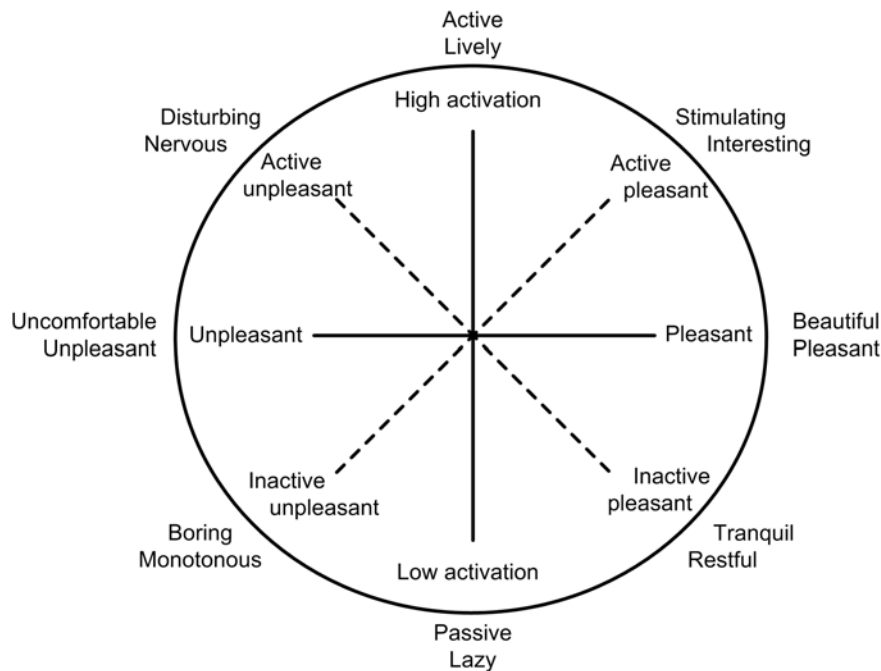 Active
Lively
High activation
Disturbing
Nervous
Stimulating
Interesting
Active
unpleasant
Active
pleasant
Uncomfortable
Unpleasant
Unpleasant
Pleasant
Beautiful
Pleasant
Inactive
unpleasant
Inactive
pleasant
Boring
Monotonous
Tranquil
Restful
Low activation
Passive
Lazy